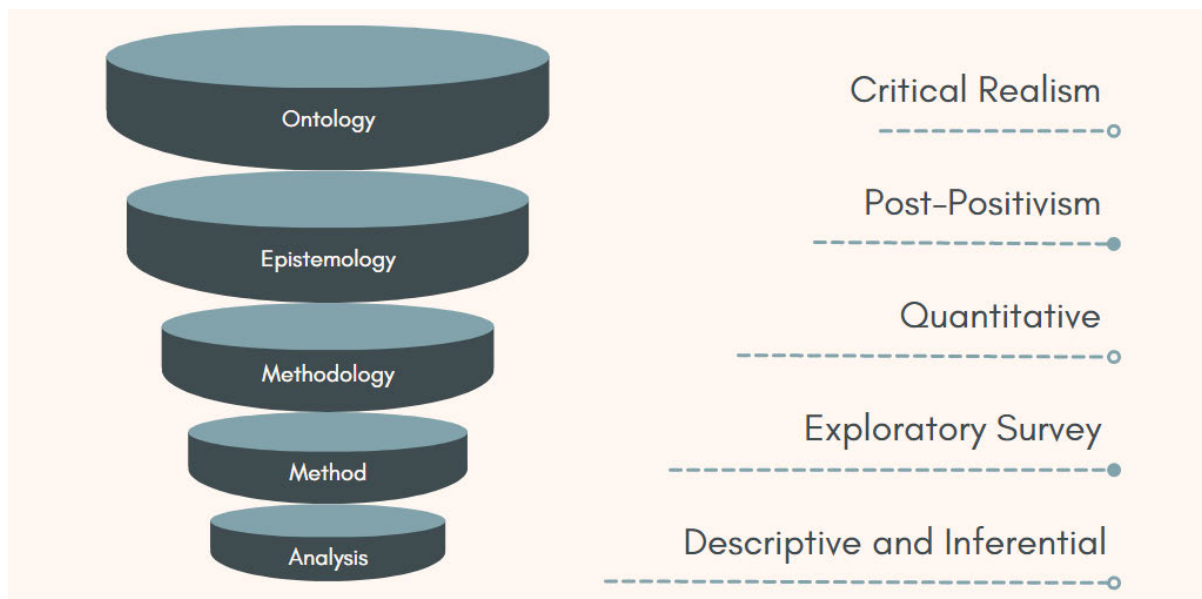 Ontology
Critical Realism
Epistemology
Post-Positivism
Methodology
Quantitative
Method
Exploratory Survey
Analysis
Descriptive and Inferential